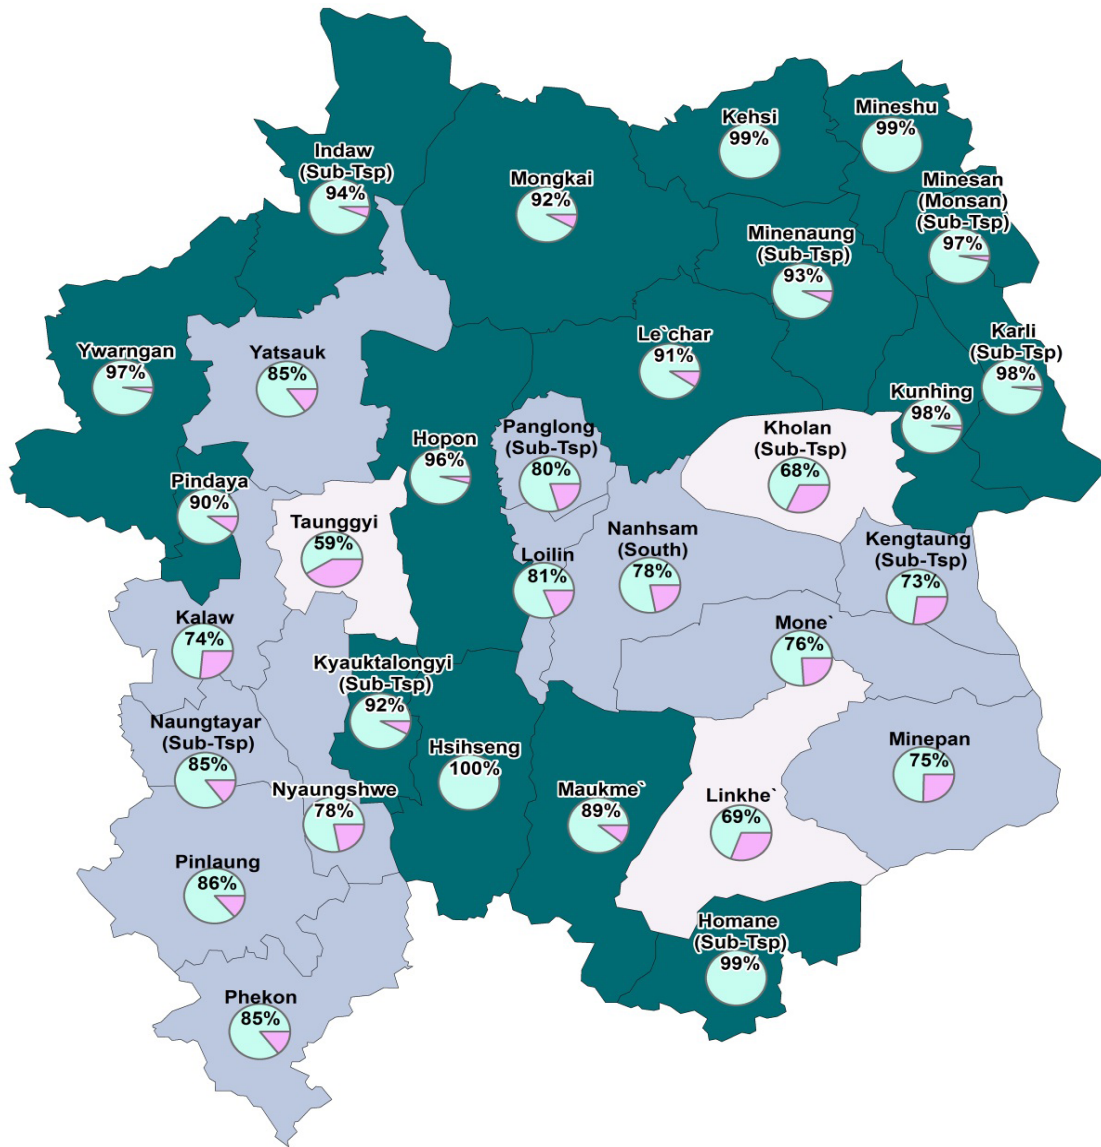 Kehsi
99%
Mineshu
99%
Indaw
(Sub-Tsp)
94%
Mongkai
92%
Minesan
(Monsan)
(Sub-Tsp)
97%
Minenaung
(Sub-Tsp)
93%
Ywarngan
97%
Yatsauk
85%
Le`char
91%
Karli
(Sub-Tsp)
98%
Kunhing
98%
Hopon
96%
Panglong
(Sub-Tsp)
80%
Kholan
(Sub-Tsp)
68%
Pindaya
90%
Taunggyi
59%
Loilin
81%
Nanhsam
(South)
78%
Kengtaung
(Sub-Tsp)
73%
Kalaw
74%
Mone`
76%
Kyauktalongyi
(Sub-Tsp)
92%
Naungtayar
(Sub-Tsp)
85%
Hsihseng
100%
Minepan
75%
Nyaungshwe
78%
Maukme`
89%
Linkhe`
69%
Pinlaung
86%
Homane
(Sub-Tsp)
99%
Phekon
85%